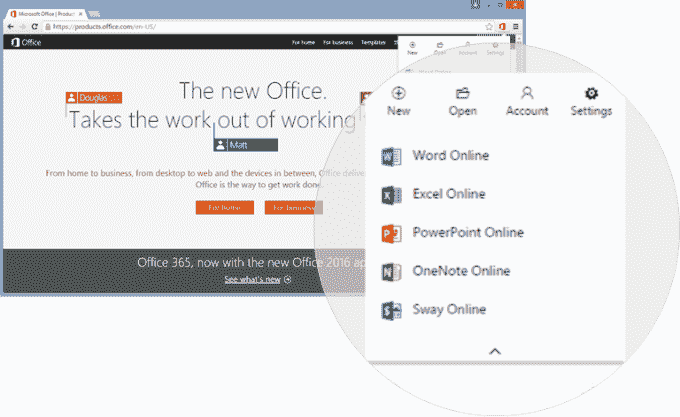 Microsoft Office | Product
https://products.office.com/en-US/
Office
For home
For business
Templates
New
Open
Account
Settings
Douglas
The new Office.
Takes the work out of working
Matt
From home to business, from desktop to web and the devices in between, Office
Office is the way to get work done.
For home
For business
Office 365, now with the new Office 2016
See what's new
New
Open
Account
Settings
Word Online
Excel Online
PowerPoint Online
OneNote Online
Sway Online